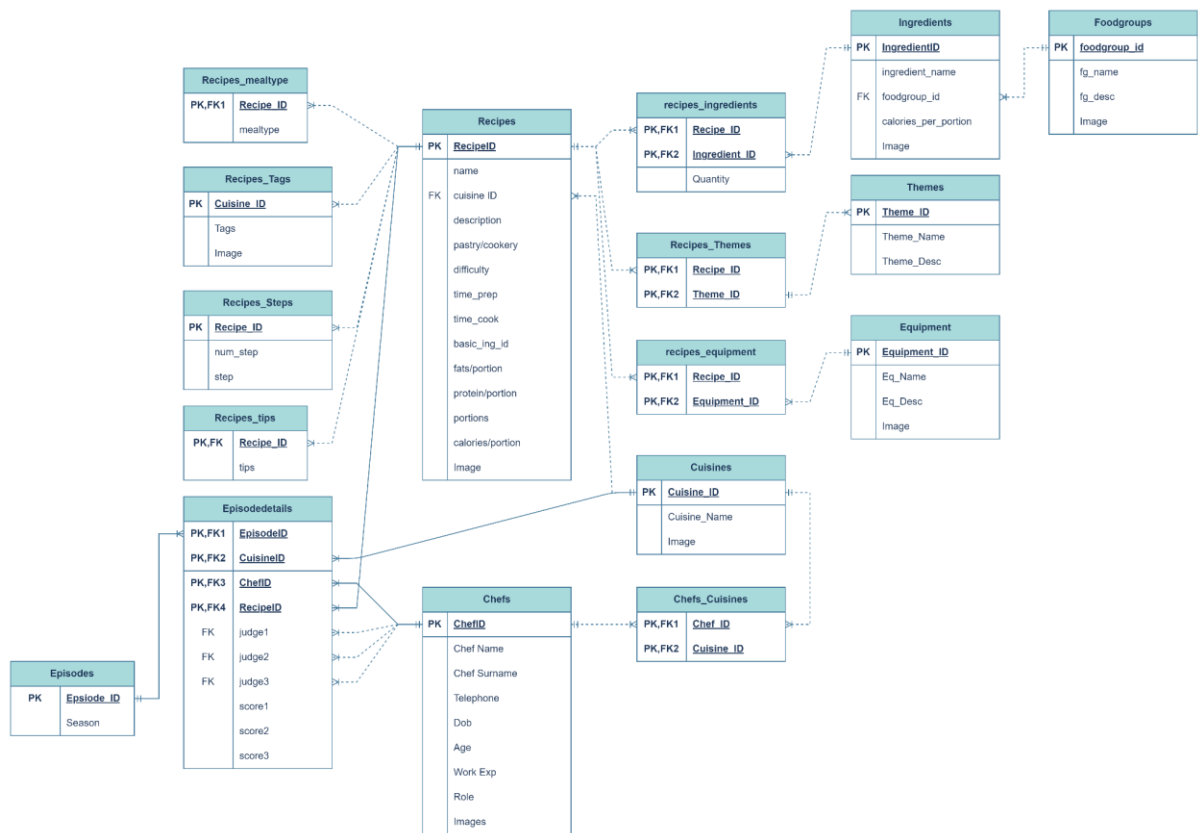 Ingredients
PK IngredientID
ingredient_name
FK foodgroup_id
calories_per_portion
Image
Foodgroups
PK foodgroup_id
fg_name
fg_desc
Image
Recipes_mealtype
PK,FK1 Recipe_ID
mealtype
Recipes
PK RecipeID
name
FK cuisine ID
description
pastry/cookery
difficulty
time_prep
time_cook
basic_ing_id
fats/portion
protein/portion
portions
calories/portion
Image
recipes_ingredients
PK,FK1 Recipe_ID
PK,FK2 Ingredient_ID
Quantity
Recipes_Tags
PK Cuisine_ID
Tags
Image
Themes
PK Theme_ID
Theme_Name
Theme_Desc
Recipes_Themes
PK,FK1 Recipe_ID
PK,FK2 Theme_ID
Recipes_Steps
PK Recipe_ID
num_step
step
Equipment
PK Equipment_ID
Eq_Name
Eq_Desc
Image
recipes_equipment
PK,FK1 Recipe_ID
PK,FK2 Equipment_ID
Recipes_tips
PK,FK Recipe_ID
tips
Cuisines
PK Cuisine_ID
Cuisine_Name
Image
Episodedetails
PK,FK1 EpisodeID
PK,FK2 CuisineID
PK,FK3 ChefID
PK,FK4 RecipeID
FK judge1
FK judge2
FK judge3
score1
score2
score3
Chefs
PK ChefID
Chef Name
Chef Surname
Telephone
Dob
Age
Work Exp
Role
Images
Chefs_Cuisines
PK,FK1 Chef_ID
PK,FK2 Cuisine_ID
Episodes
PK Epsiode_ID
Season